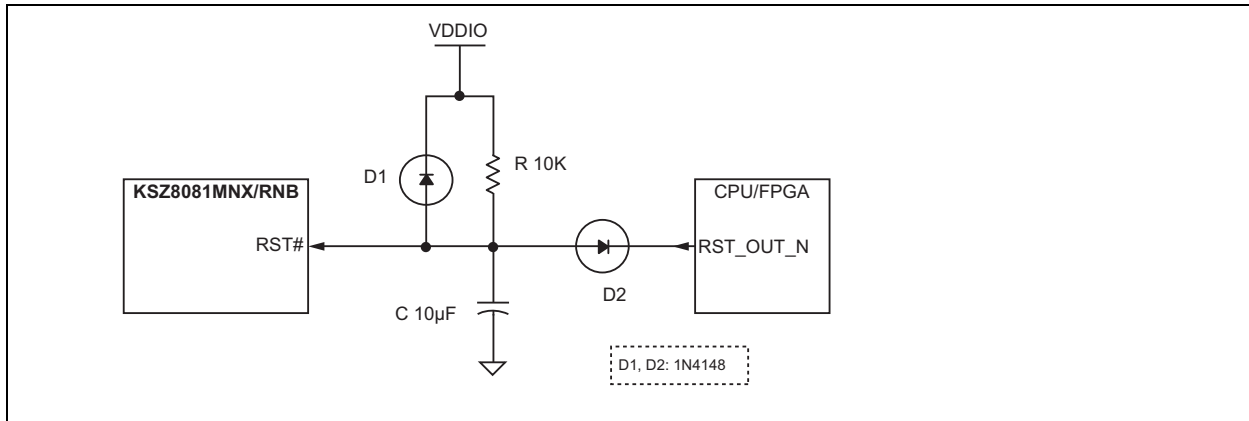 VDDIO
D1
R 10K
KSZ8081MNX/RNB
CPU/FPGA
RST#
RST_OUT_N
D2
C 10µF
D1, D2: 1N4148